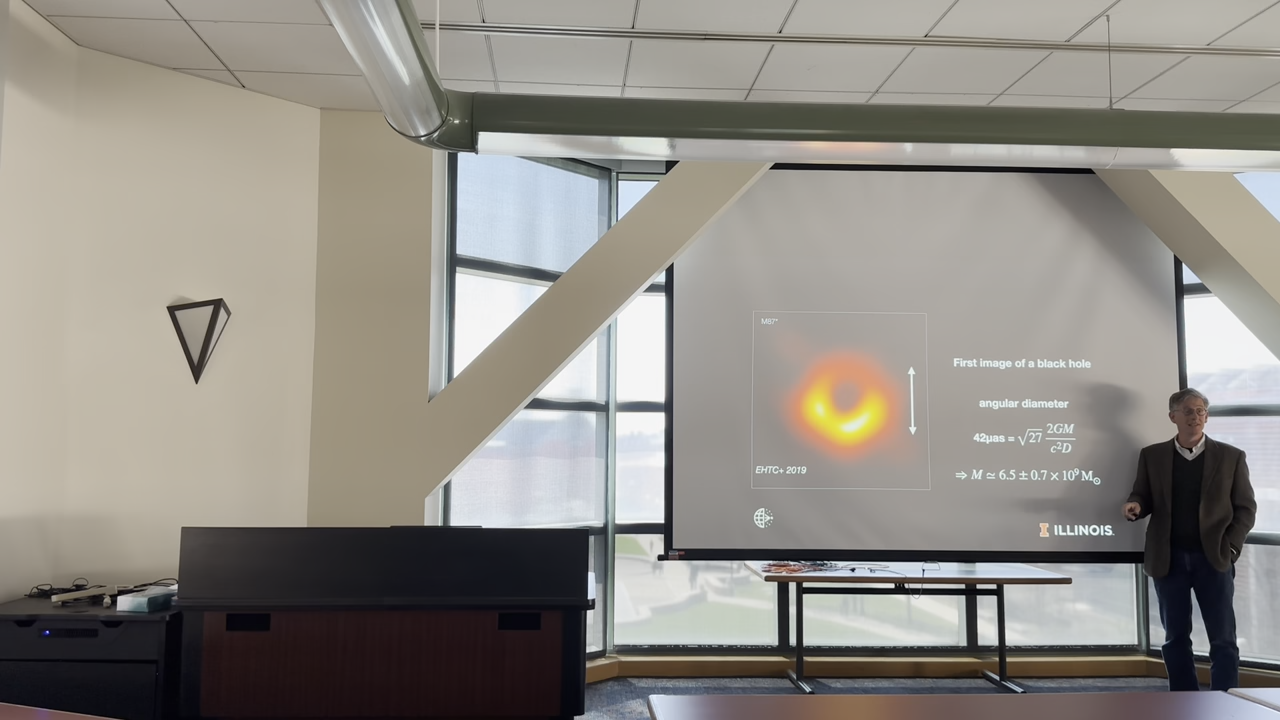 M87*
First image of a black hole
angular diameter
42μas = √27 2GM/c²D
EHTC+ 2019
⇒ M ≃ 6.5 ± 0.7 × 10⁹ M⊙
I ILLINOIS